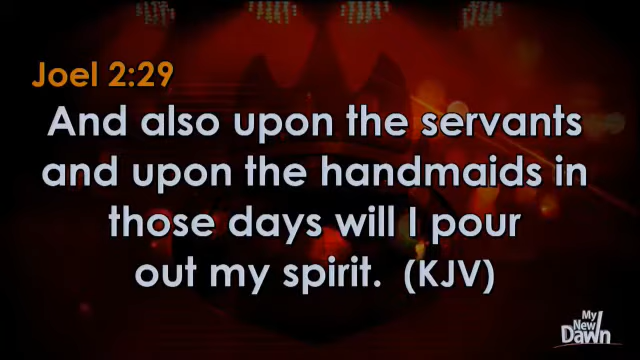 Joel 2:29
And also upon the servants
and upon the handmaids in
those days will I pour
out my spirit.  (KJV)
My
New
Dawn